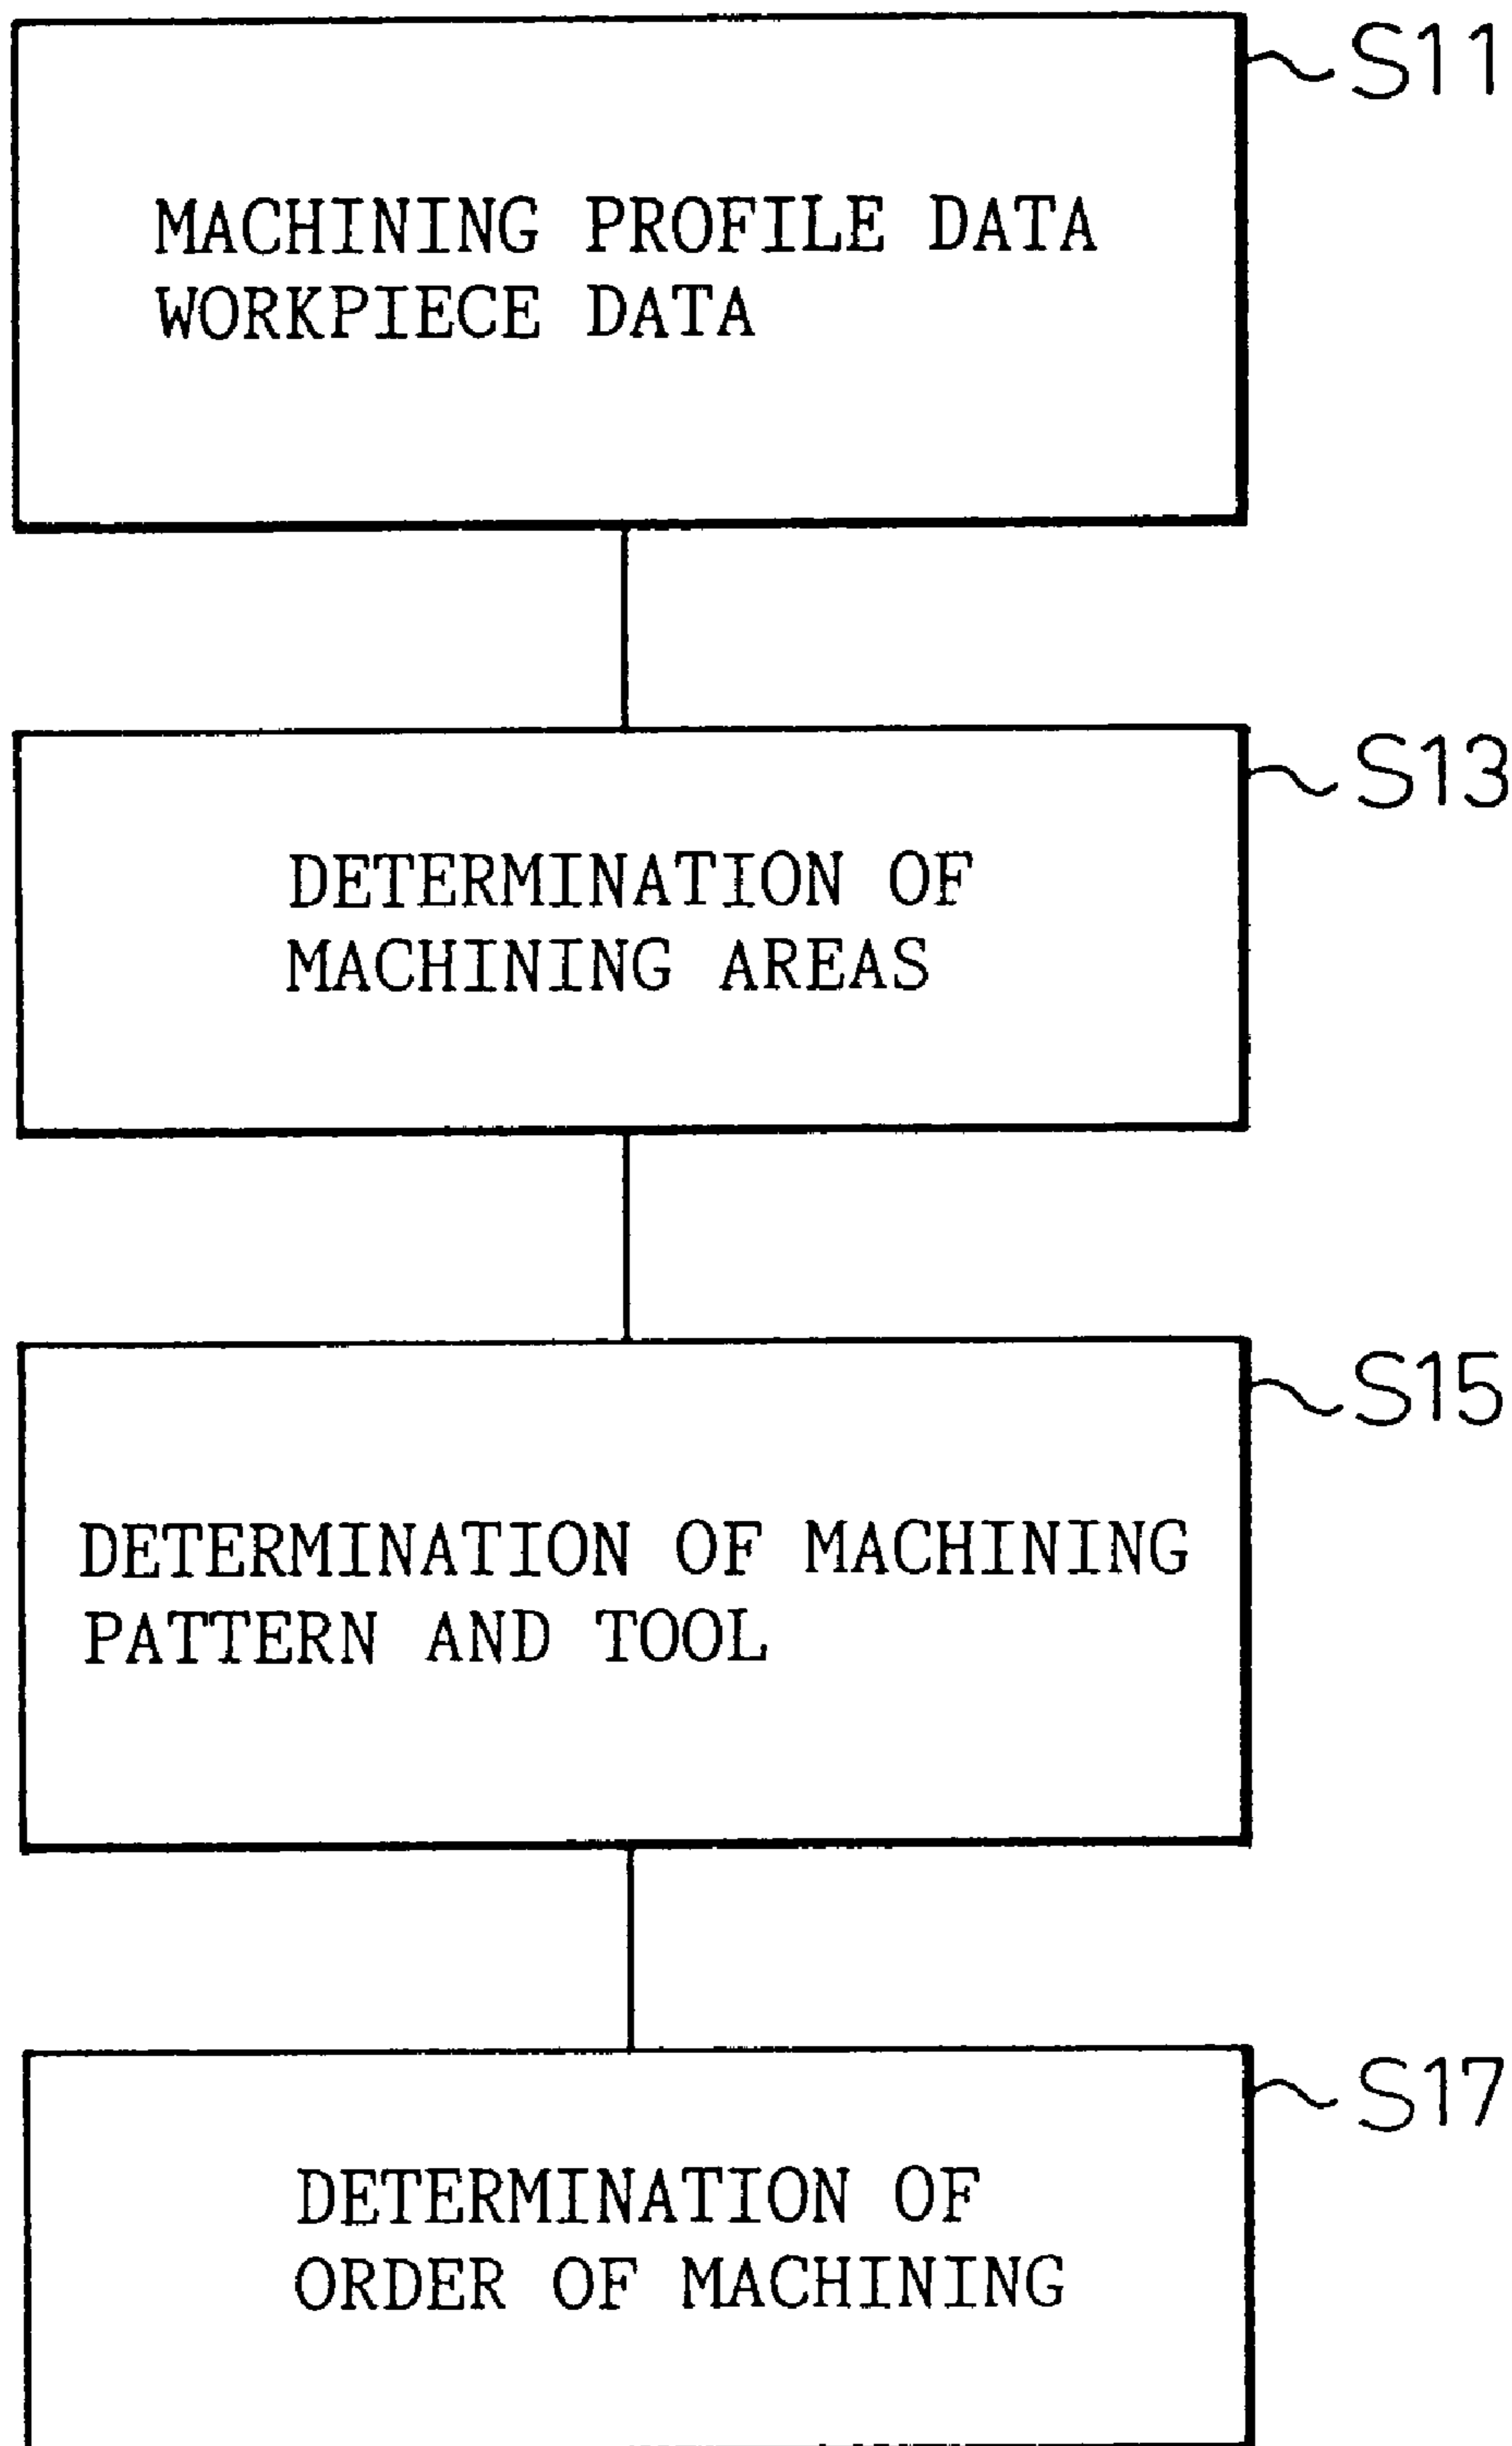 S11
MACHINING PROFILE DATA
WORKPIECE DATA
S13
DETERMINATION OF
MACHINING AREAS
S15
DETERMINATION OF MACHINING
PATTERN AND TOOL
S17
DETERMINATION OF
ORDER OF MACHINING